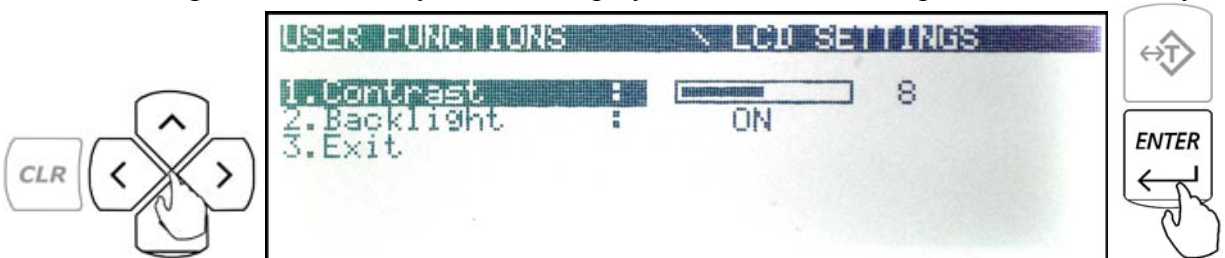 USER FUNCTIONS \ LCD SETTINGS
1.Contrast : 8
2.Backlight : ON
3.Exit
CLR
T
ENTER